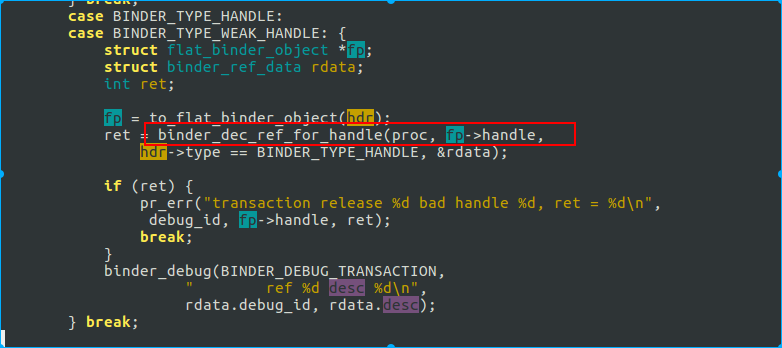 } break;
case BINDER_TYPE_HANDLE:
case BINDER_TYPE_WEAK_HANDLE: {
struct flat_binder_object *fp;
struct binder_ref_data rdata;
int ret;
fp = to_flat_binder_object(hdr);
ret = binder_dec_ref_for_handle(proc, fp->handle,
hdr->type == BINDER_TYPE_HANDLE, &rdata);
if (ret) {
pr_err("transaction release %d bad handle %d, ret = %d\n",
debug_id, fp->handle, ret);
break;
}
binder_debug(BINDER_DEBUG_TRANSACTION,
"        ref %d desc %d\n",
rdata.debug_id, rdata.desc);
} break;